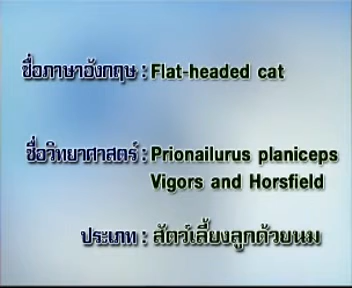 ชื่อภาษาอังกฤษ : Flat-headed cat
ชื่อวิทยาศาสตร์ : Prionailurus planiceps
Vigors and Horsfield
ประเภท : สัตว์เลี้ยงลูกด้วยนม